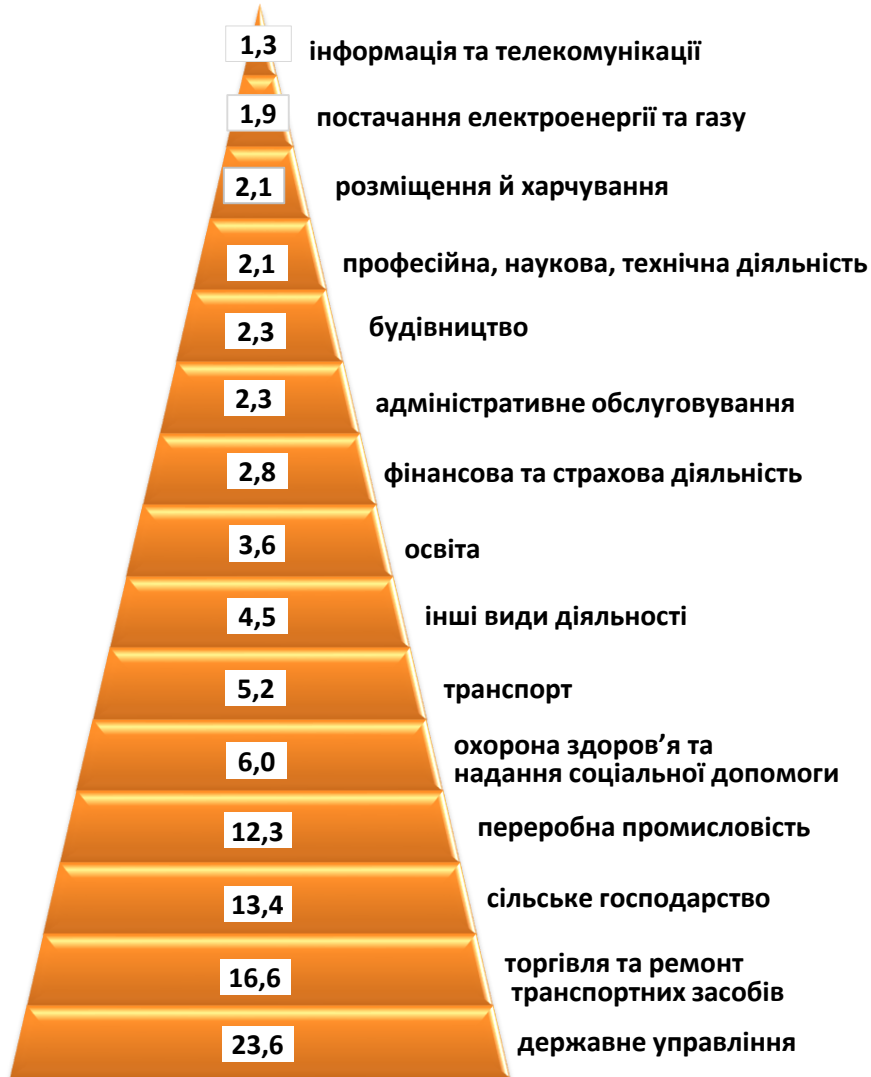 1,3 інформація та телекомунікації
1,9 постачання електроенергії та газу
2,1 розміщення й харчування
2,1 професійна, наукова, технічна діяльність
2,3 будівництво
2,3 адміністративне обслуговування
2,8 фінансова та страхова діяльність
3,6 освіта
4,5 інші види діяльності
5,2 транспорт
6,0 охорона здоров’я та
надання соціальної допомоги
12,3 переробна промисловість
13,4 сільське господарство
16,6 торгівля та ремонт
транспортних засобів
23,6 державне управління